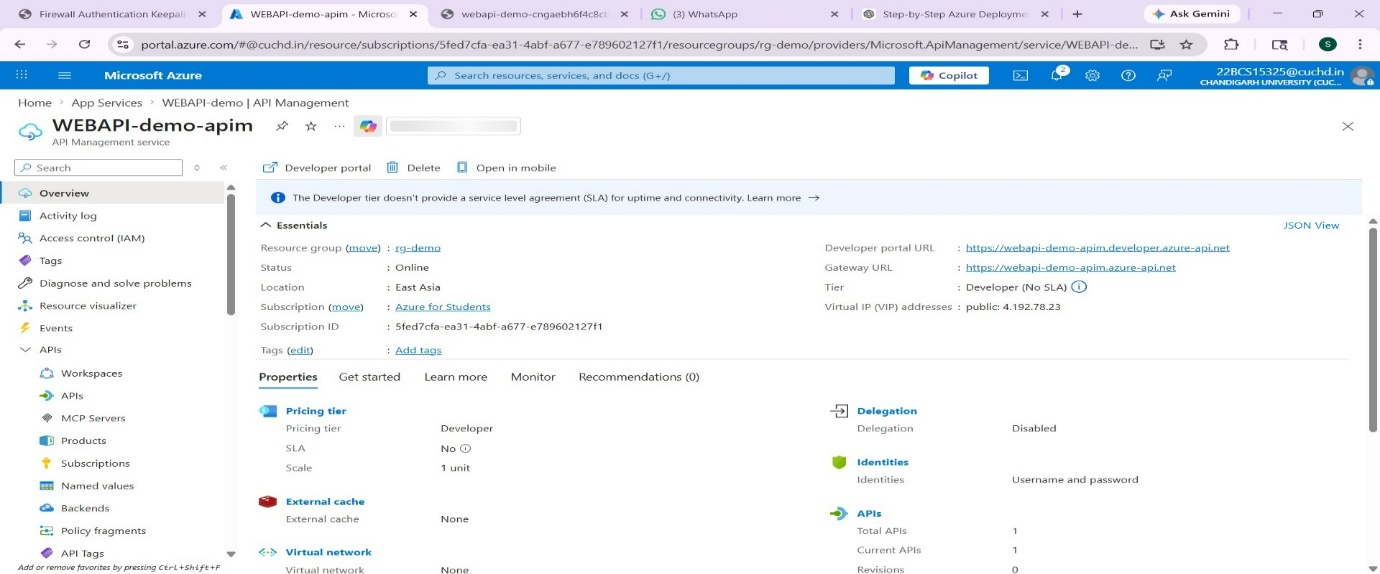 Firewall Authentication Keepali
WEBAPI-demo-apim - Microsof
webapi-demo-cngaebh6f4c8cb
(3) WhatsApp
Step-by-Step Azure Deployme
Ask Gemini
portal.azure.com/#@cuchd.in/resource/subscriptions/5fed7cfa-ea31-4abf-a677-e789602127f1/resourcegroups/rg-demo/providers/Microsoft.ApiManagement/service/WEBAPI-de...
S
Microsoft Azure
Search resources, services, and docs (G+/)
Copilot
2
22BCS15325@cuchd.in
CHANDIGARH UNIVERSITY (CUC...
Home > App Services > WEBAPI-demo | API Management
WEBAPI-demo-apim
API Management service
Search
Overview
Activity log
Access control (IAM)
Tags
Diagnose and solve problems
Resource visualizer
Events
APIs
Workspaces
APIs
MCP Servers
Products
Subscriptions
Named values
Backends
Policy fragments
API Tags
Add or remove favorites by pressing Ctrl+Shift+F
Developer portal
Delete
Open in mobile
The Developer tier doesn't provide a service level agreement (SLA) for uptime and connectivity. Learn more →
Essentials
JSON View
Resource group (move) : rg-demo
Status : Online
Location : East Asia
Subscription (move) : Azure for Students
Subscription ID : 5fed7cfa-ea31-4abf-a677-e789602127f1
Tags (edit) : Add tags
Developer portal URL : https://webapi-demo-apim.developer.azure-api.net
Gateway URL : https://webapi-demo-apim.azure-api.net
Tier : Developer (No SLA)
Virtual IP (VIP) addresses : public: 4.192.78.23
Properties
Get started
Learn more
Monitor
Recommendations (0)
Pricing tier
Pricing tier Developer
SLA No
Scale 1 unit
External cache
External cache None
Virtual network
Virtual network None
Delegation
Delegation Disabled
Identities
Identities Username and password
APIs
Total APIs 1
Current APIs 1
Revisions 0